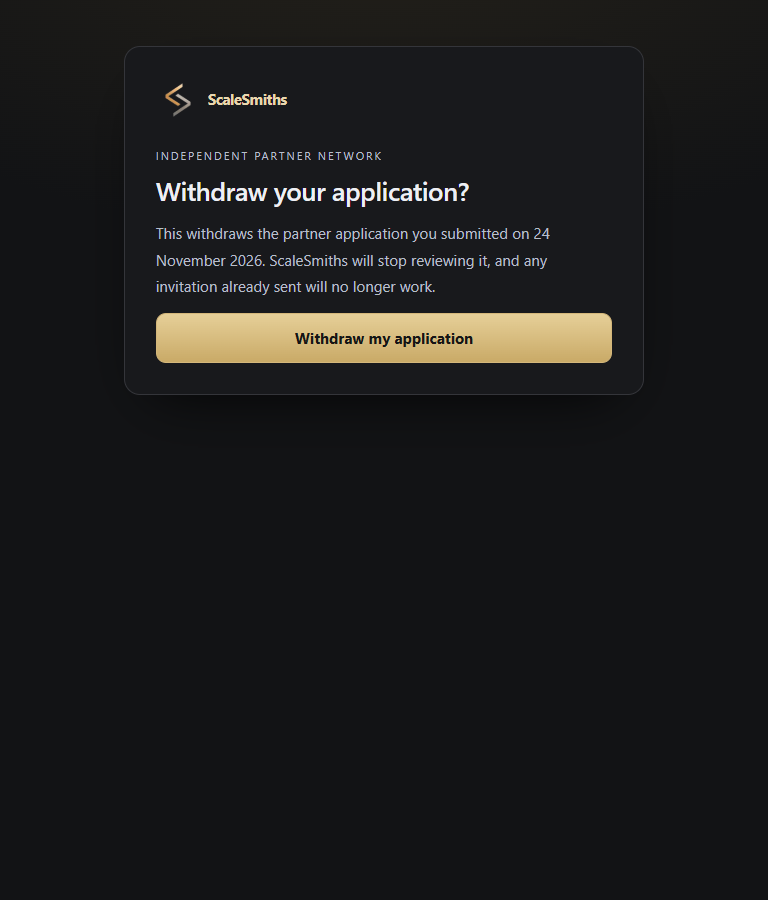 ScaleSmiths
INDEPENDENT PARTNER NETWORK
Withdraw your application?
This withdraws the partner application you submitted on 24
November 2026. ScaleSmiths will stop reviewing it, and any
invitation already sent will no longer work.
Withdraw my application